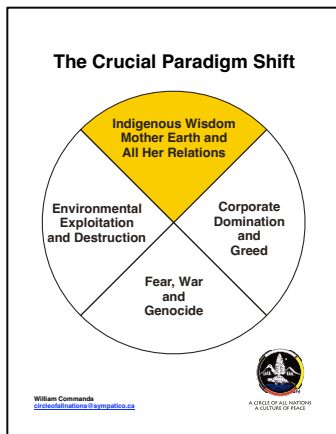 The Crucial Paradigm Shift
Indigenous Wisdom
Mother Earth and
All Her Relations
Environmental
Exploitation
and Destruction
Corporate
Domination
and
Greed
Fear, War
and
Genocide
William Commanda
circleofallnations@sympatico.ca
A CIRCLE OF ALL NATIONS
A CULTURE OF PEACE